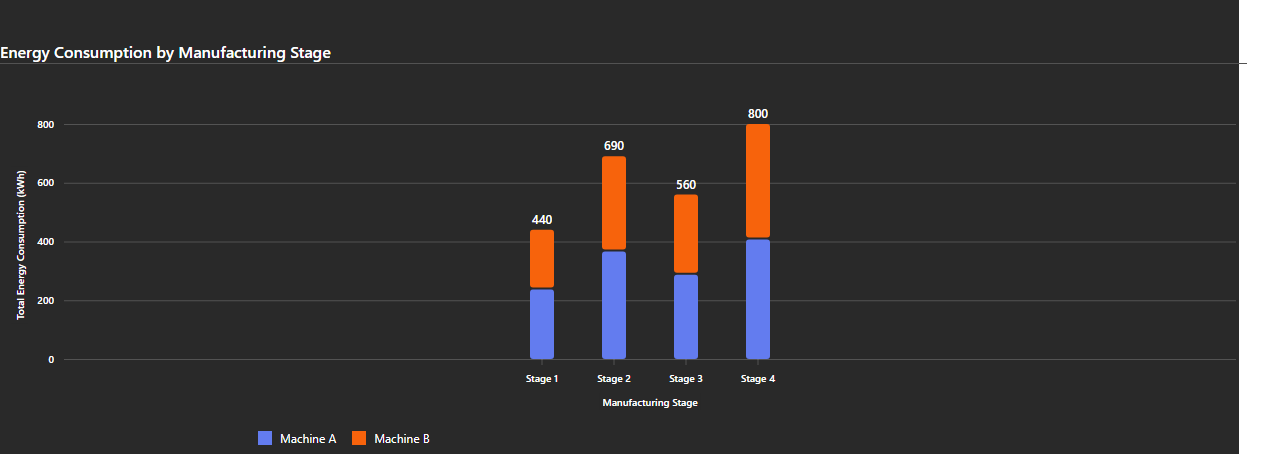 Energy Consumption by Manufacturing Stage
800
800
690
600
560
440
400
200
0
Total Energy Consumption (kWh)
Stage 1 Stage 2 Stage 3 Stage 4
Manufacturing Stage
Machine A Machine B